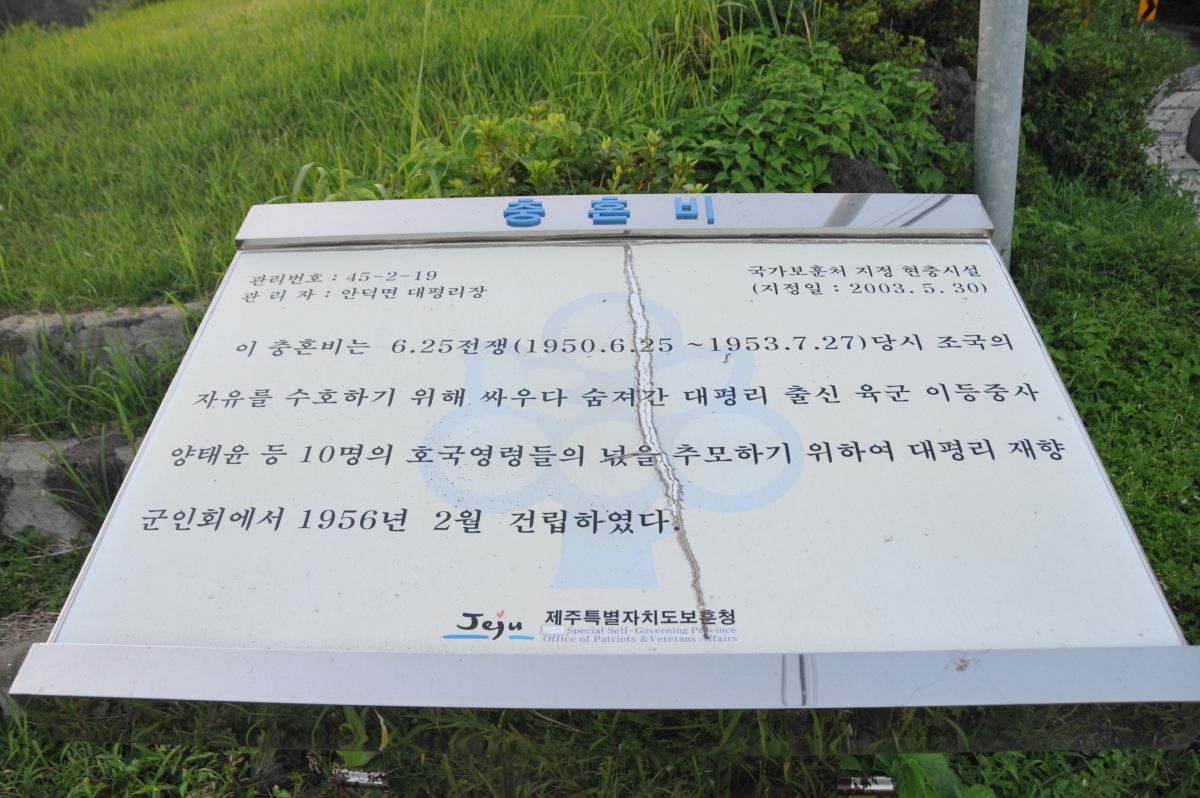 충혼비
관리번호 : 45-2-19
관 리 자 : 안덕면 대평리장
국가보훈처 지정 현충시설
(지정일 : 2003. 5. 30)
이 충혼비는 6.25전쟁(1950.6.25 ~1953.7.27)당시 조국의
자유를 수호하기 위해 싸우다 숨져간 대평리 출신 육군 이등중사
양태윤 등 10명의 호국영령들의 넋을 추모하기 위하여 대평리 재향
군인회에서 1956년 2월 건립하였다.
Jeju 제주특별자치도보훈청
Special Self-Governing Province
Office of Patriots & Veterans Affairs